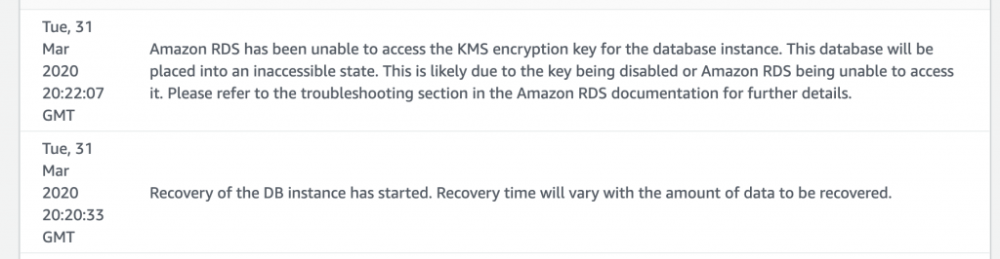 Tue, 31
Mar
2020
20:22:07
GMT
Amazon RDS has been unable to access the KMS encryption key for the database instance. This database will be
placed into an inaccessible state. This is likely due to the key being disabled or Amazon RDS being unable to access
it. Please refer to the troubleshooting section in the Amazon RDS documentation for further details.
Tue, 31
Mar
2020
20:20:33
GMT
Recovery of the DB instance has started. Recovery time will vary with the amount of data to be recovered.